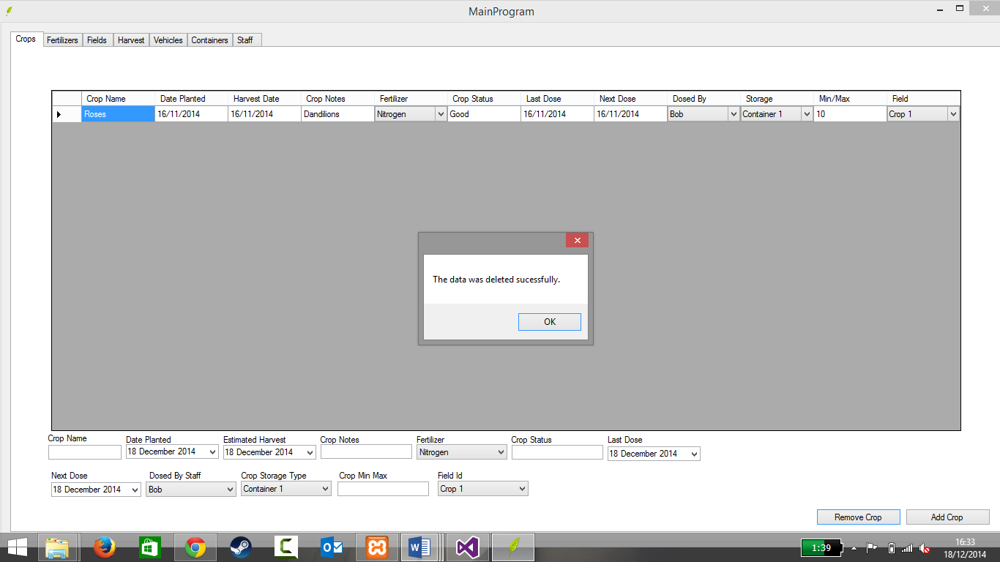 MainProgram
Crops Fertilizers Fields Harvest Vehicles Containers Staff
Crop Name Date Planted Harvest Date Crop Notes Fertilizer Crop Status Last Dose Next Dose Dosed By Storage Min/Max Field
Roses 16/11/2014 16/11/2014 Dandilions Nitrogen Good 16/11/2014 16/11/2014 Bob Container 1 10 Crop 1
The data was deleted sucessfully.
OK
Crop Name Date Planted Estimated Harvest Crop Notes Fertilizer Crop Status Last Dose
18 December 2014 18 December 2014 Nitrogen 18 December 2014
Next Dose Dosed By Staff Crop Storage Type Crop Min Max Field Id
18 December 2014 Bob Container 1 Crop 1
Remove Crop Add Crop
1:39 16:33
18/12/2014